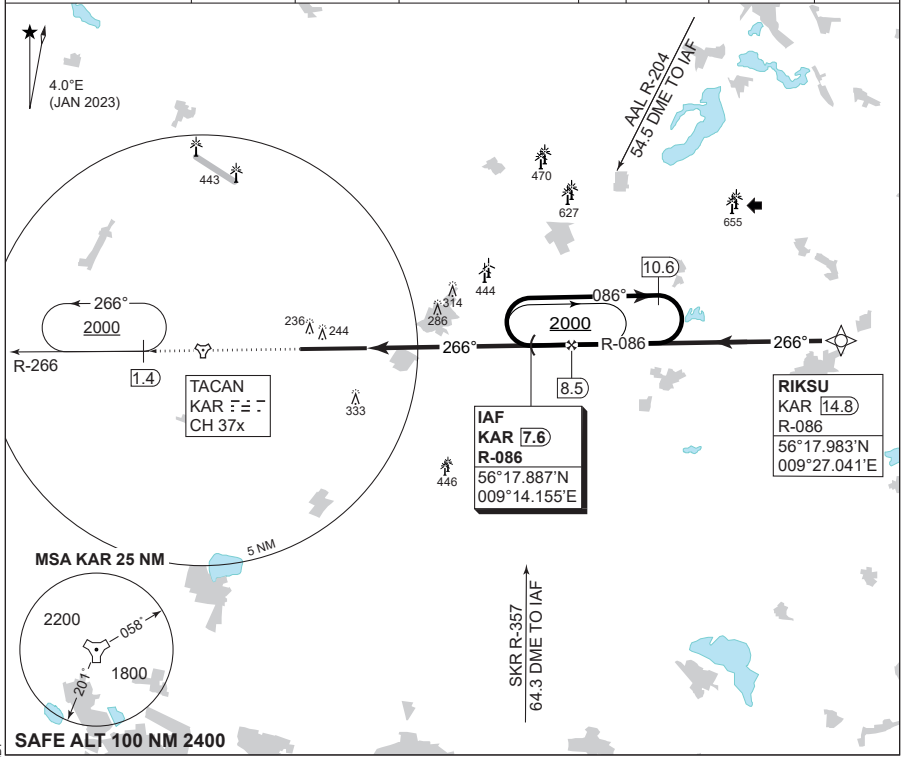 4.0°E
(JAN 2023)
AAL R-204
54.5 DME TO IAF
443
470
627
655
444
314
286
10.6
086°
2000
R-086
266°
266°
266°
2000
R-266
1.4
236
244
333
446
8.5
TACAN
KAR
CH 37x
IAF
KAR 7.6
R-086
56°17.887'N
009°14.155'E
RIKSU
KAR 14.8
R-086
56°17.983'N
009°27.041'E
5 NM
MSA KAR 25 NM
2200
058°
1800
201°
SKR R-357
64.3 DME TO IAF
SAFE ALT 100 NM 2400